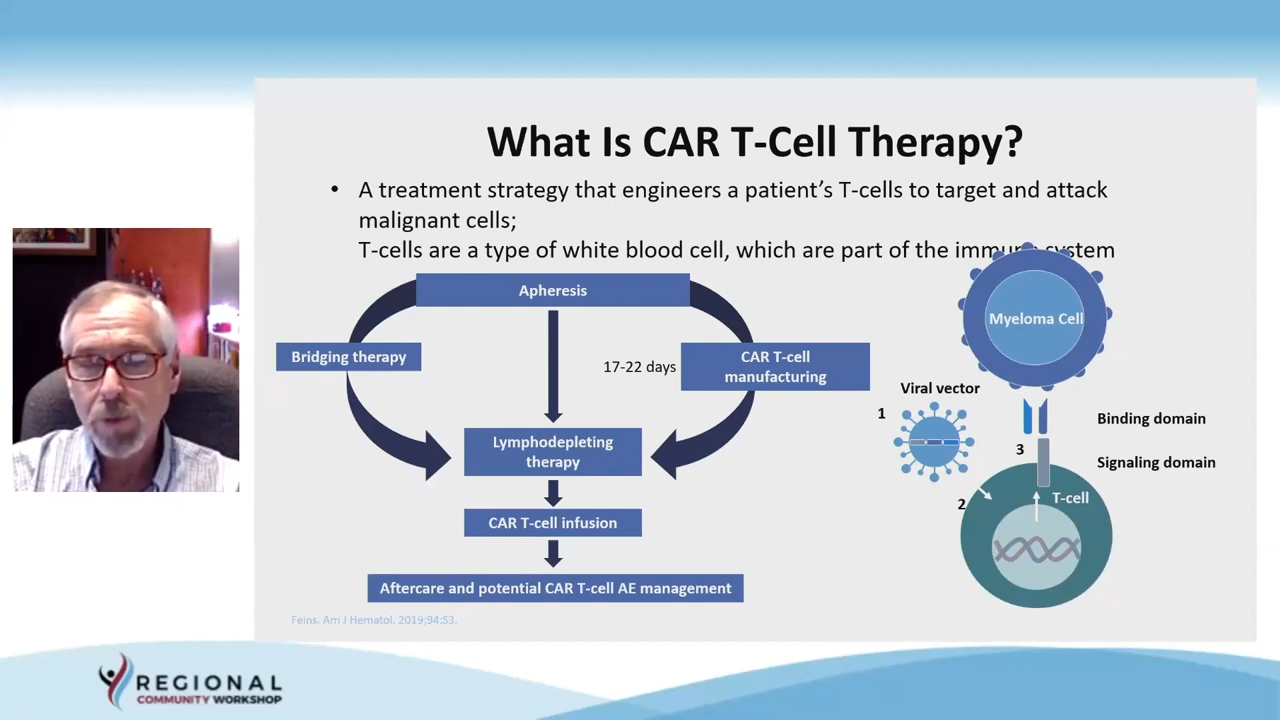 What Is CAR T-Cell Therapy?
• A treatment strategy that engineers a patient’s T-cells to target and attack
malignant cells;
T-cells are a type of white blood cell, which are part of the immune system
Apheresis
Bridging therapy
17-22 days
CAR T-cell
manufacturing
Lymphodepleting
therapy
CAR T-cell infusion
Aftercare and potential CAR T-cell AE management
Myeloma Cell
Viral vector
1
Binding domain
3
Signaling domain
2
T-cell
Feins. Am J Hematol. 2019;94:S3.
REGIONAL
COMMUNITY WORKSHOP